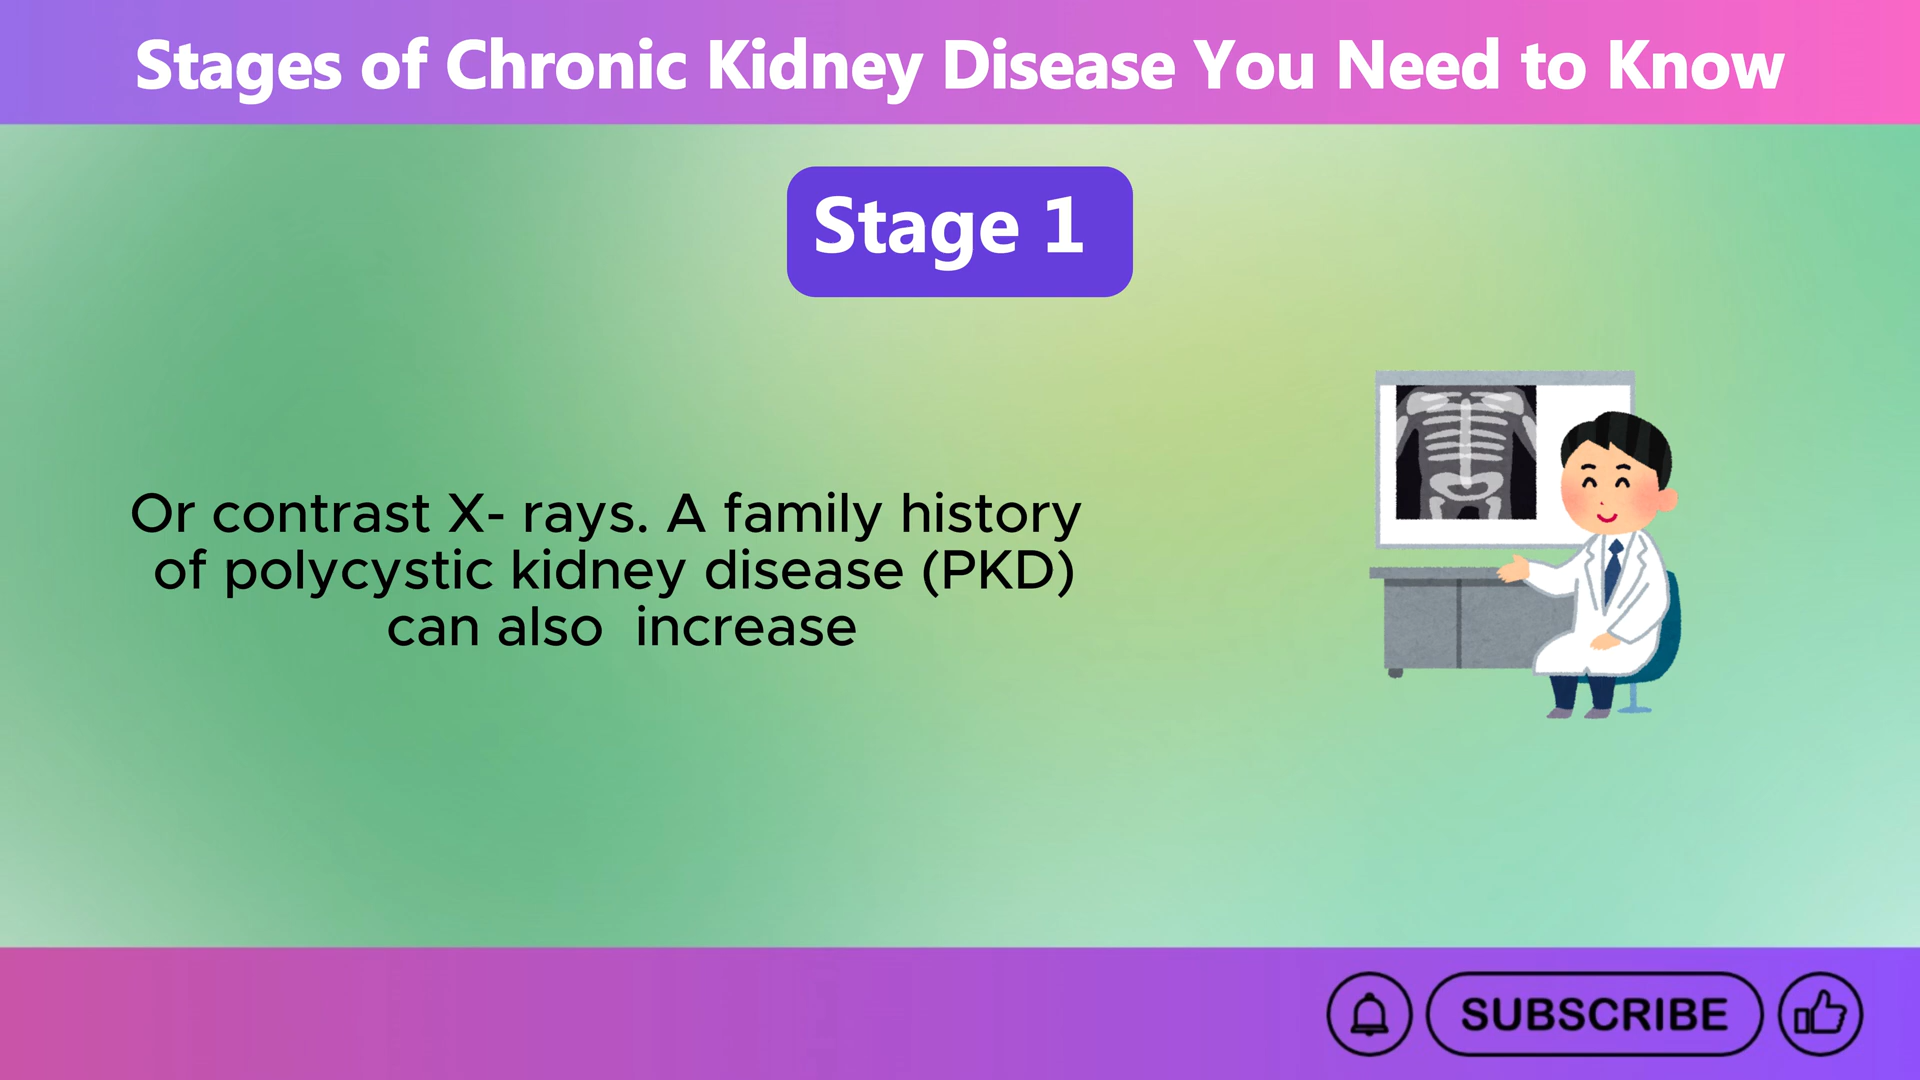 Stages of Chronic Kidney Disease You Need to Know
Stage 1
Or contrast X- rays. A family history
of polycystic kidney disease (PKD)
can also  increase
SUBSCRIBE